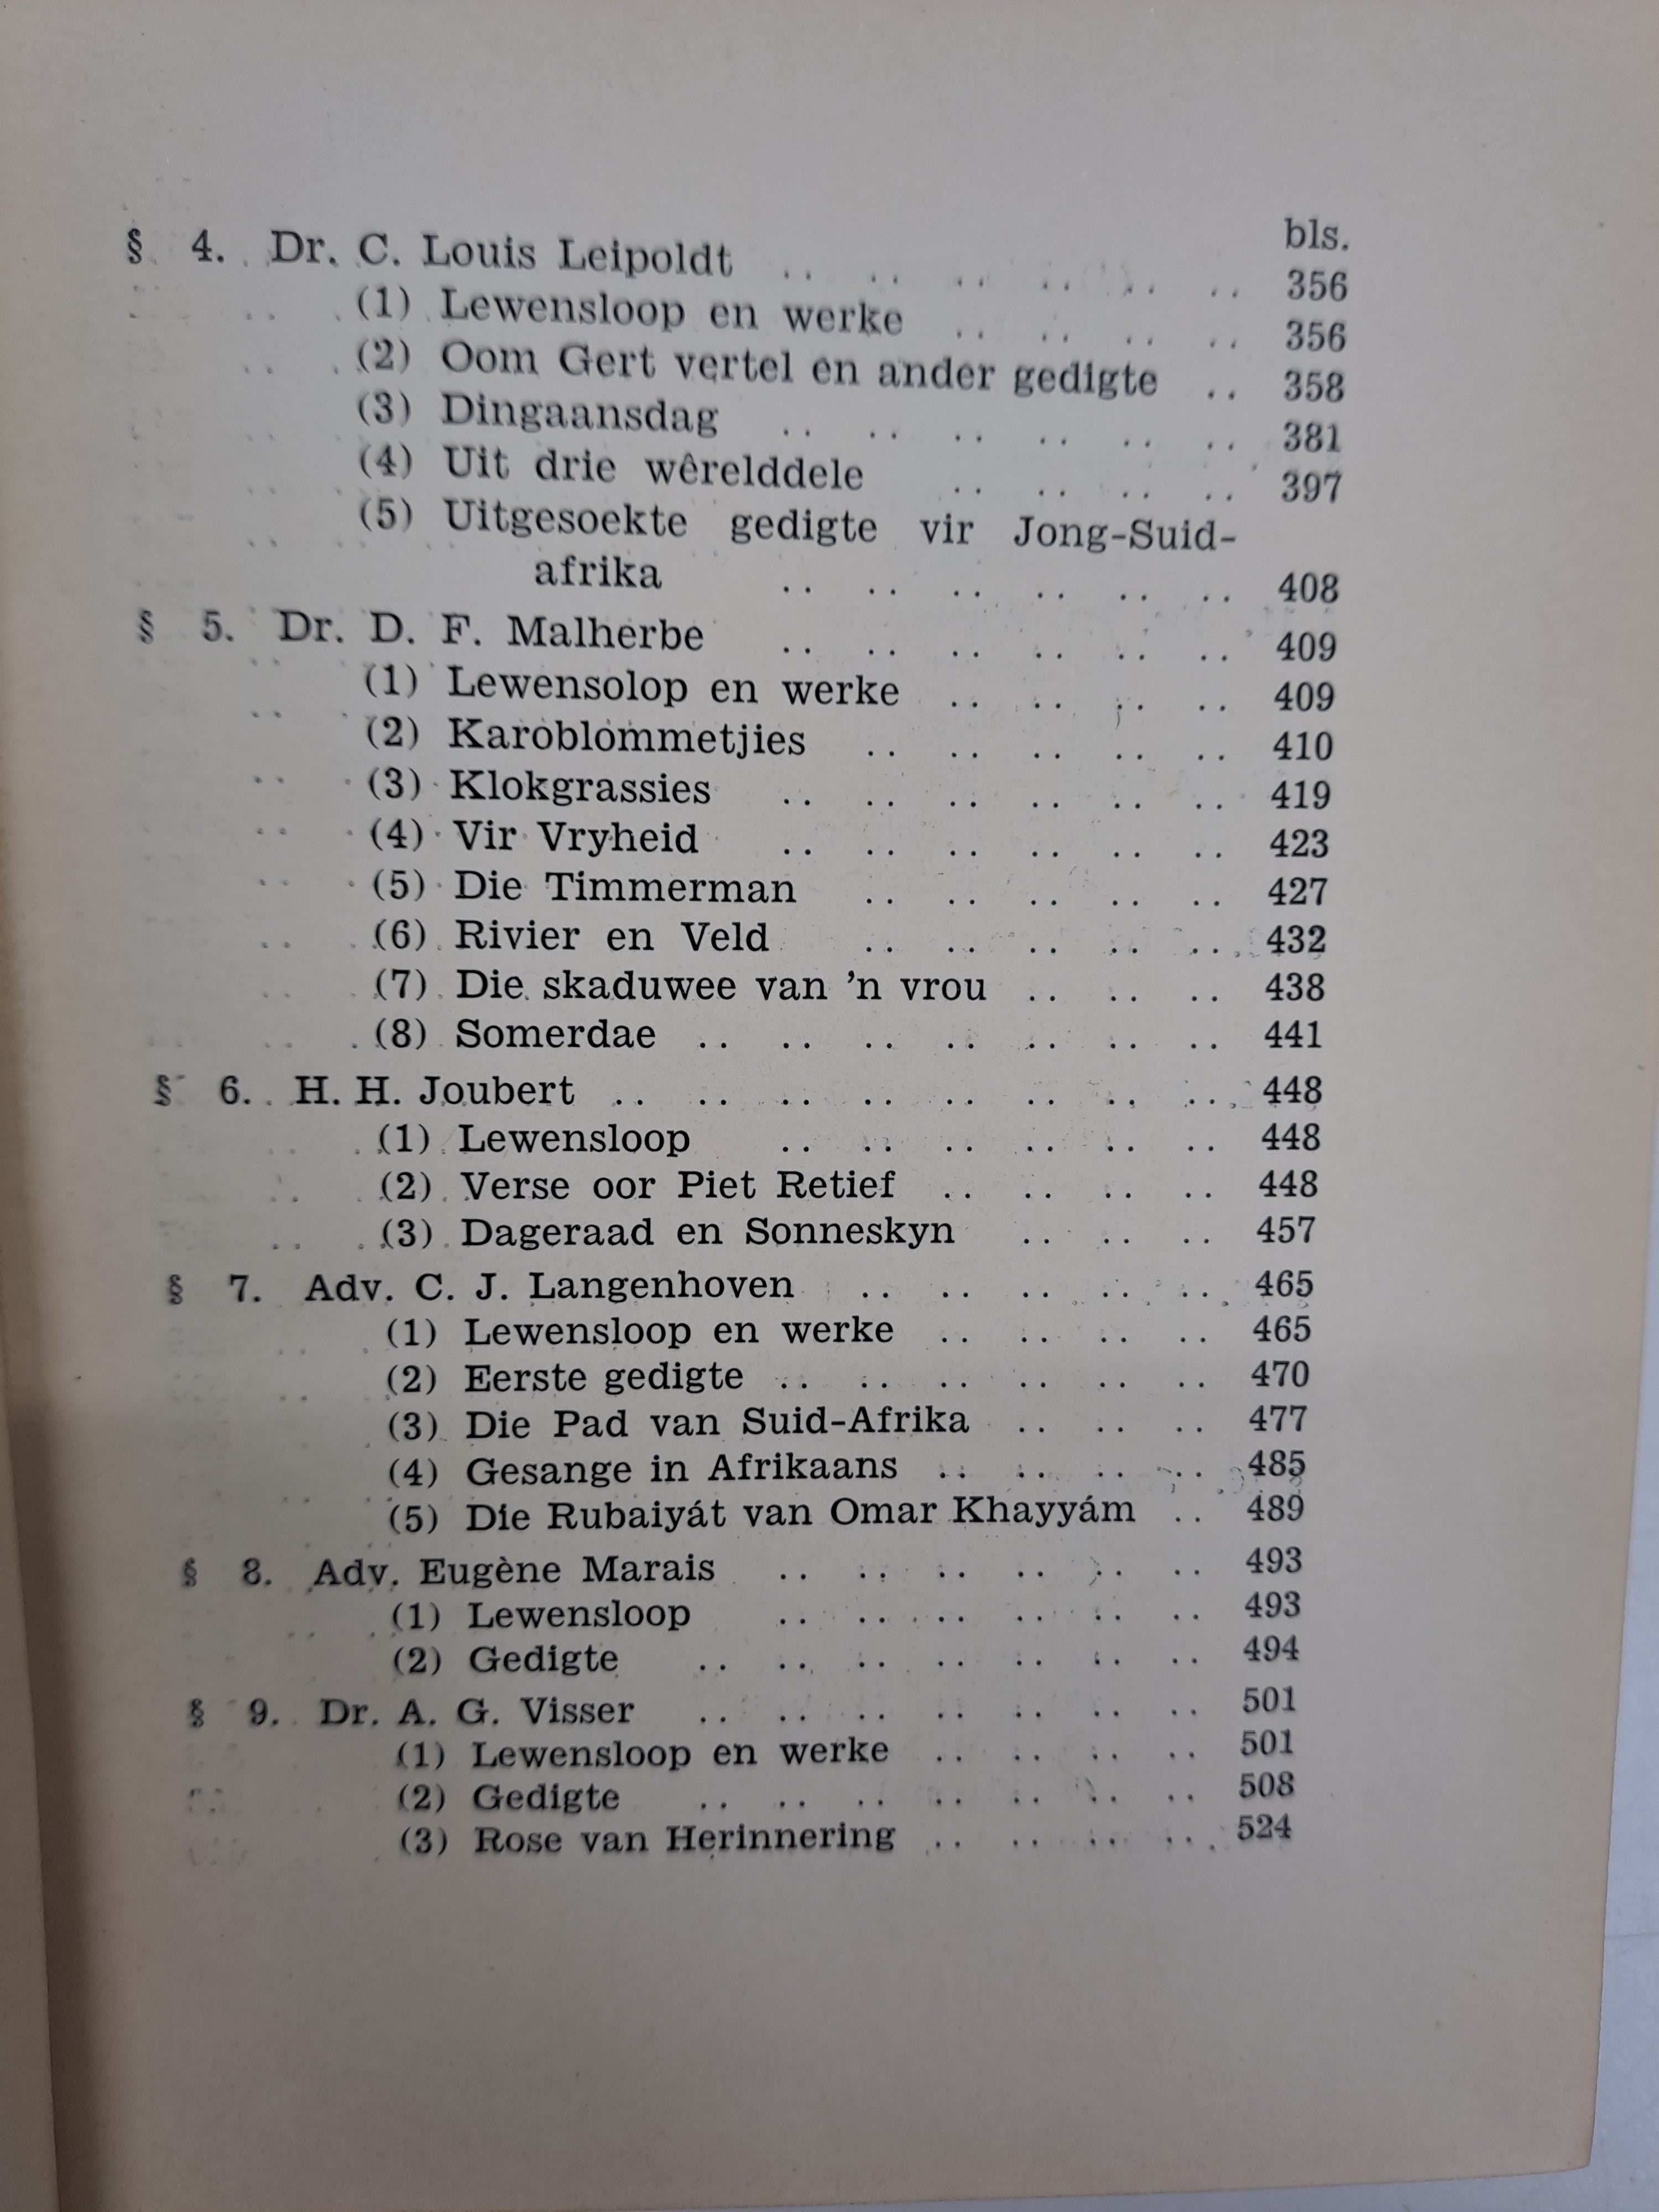 bls.
§ 4. Dr. C. Louis Leipoldt .. .. .. .. .. .. 356
(1) Lewensloop en werke .. .. .. .. 356
(2) Oom Gert vertel en ander gedigte .. 358
(3) Dingaansdag .. .. .. .. .. .. 381
(4) Uit drie wêrelddele .. .. .. .. 397
(5) Uitgesoekte gedigte vir Jong-Suid-
afrika .. .. .. .. .. .. 408
§ 5. Dr. D. F. Malherbe .. .. .. .. .. .. 409
(1) Lewensolop en werke .. .. .. .. 409
(2) Karoblommetjies .. .. .. .. .. 410
(3) Klokgrassies .. .. .. .. .. .. 419
(4) Vir Vryheid .. .. .. .. .. .. 423
(5) Die Timmerman .. .. .. .. .. 427
(6) Rivier en Veld .. .. .. .. .. 432
(7) Die skaduwee van 'n vrou .. .. .. 438
(8) Somerdae .. .. .. .. .. .. .. 441
§ 6. H. H. Joubert .. .. .. .. .. .. .. .. 448
(1) Lewensloop .. .. .. .. .. .. 448
(2) Verse oor Piet Retief .. .. .. .. 448
(3) Dageraad en Sonneskyn .. .. .. 457
§ 7. Adv. C. J. Langenhoven .. .. .. .. .. 465
(1) Lewensloop en werke .. .. .. .. 465
(2) Eerste gedigte .. .. .. .. .. .. 470
(3) Die Pad van Suid-Afrika .. .. .. 477
(4) Gesange in Afrikaans .. .. .. .. 485
(5) Die Rubaiyát van Omar Khayyám .. 489
§ 8. Adv. Eugène Marais .. .. .. .. .. .. 493
(1) Lewensloop .. .. .. .. .. .. 493
(2) Gedigte .. .. .. .. .. .. .. 494
§ 9. Dr. A. G. Visser .. .. .. .. .. .. .. 501
(1) Lewensloop en werke .. .. .. .. 501
(2) Gedigte .. .. .. .. .. .. .. 508
(3) Rose van Herinnering .. .. .. .. 524